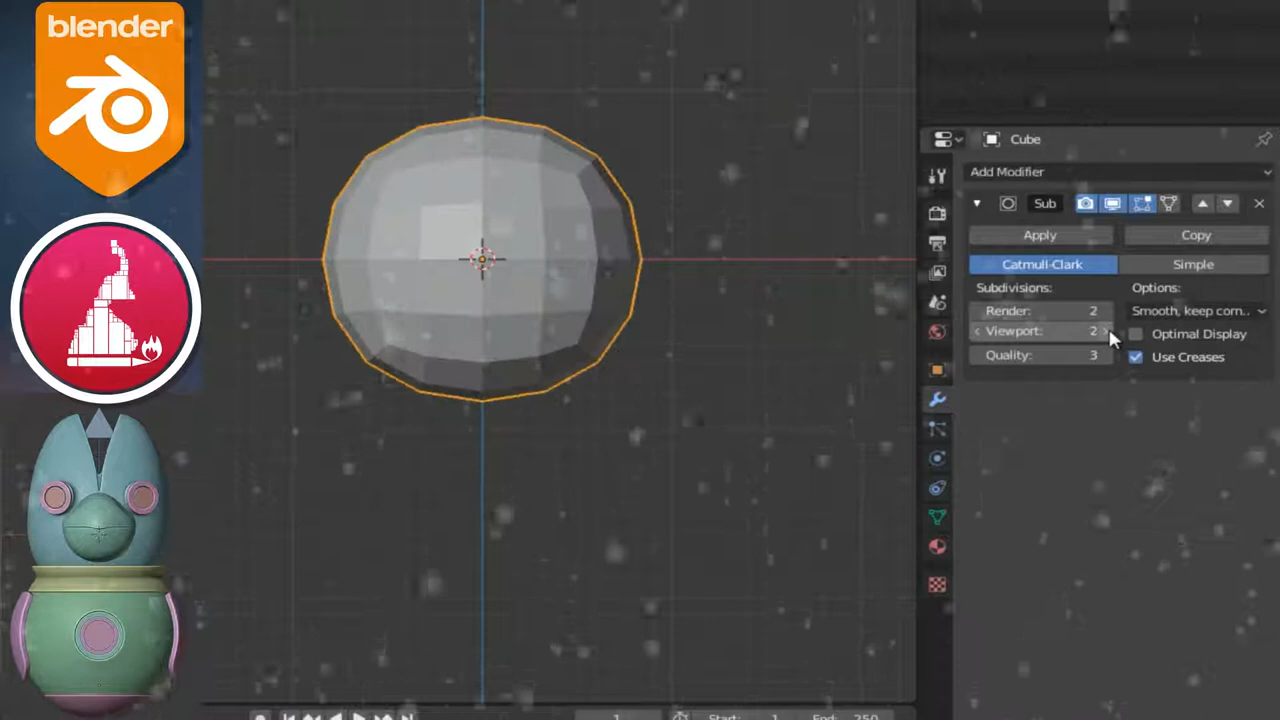 blender
Cube
Add Modifier
Sub
Apply Copy
Catmull-Clark Simple
Subdivisions: Options:
Render: 2 Smooth, keep corn..
Viewport: 2 Optimal Display
Quality: 3 Use Creases
1 Start: 1 End: 250